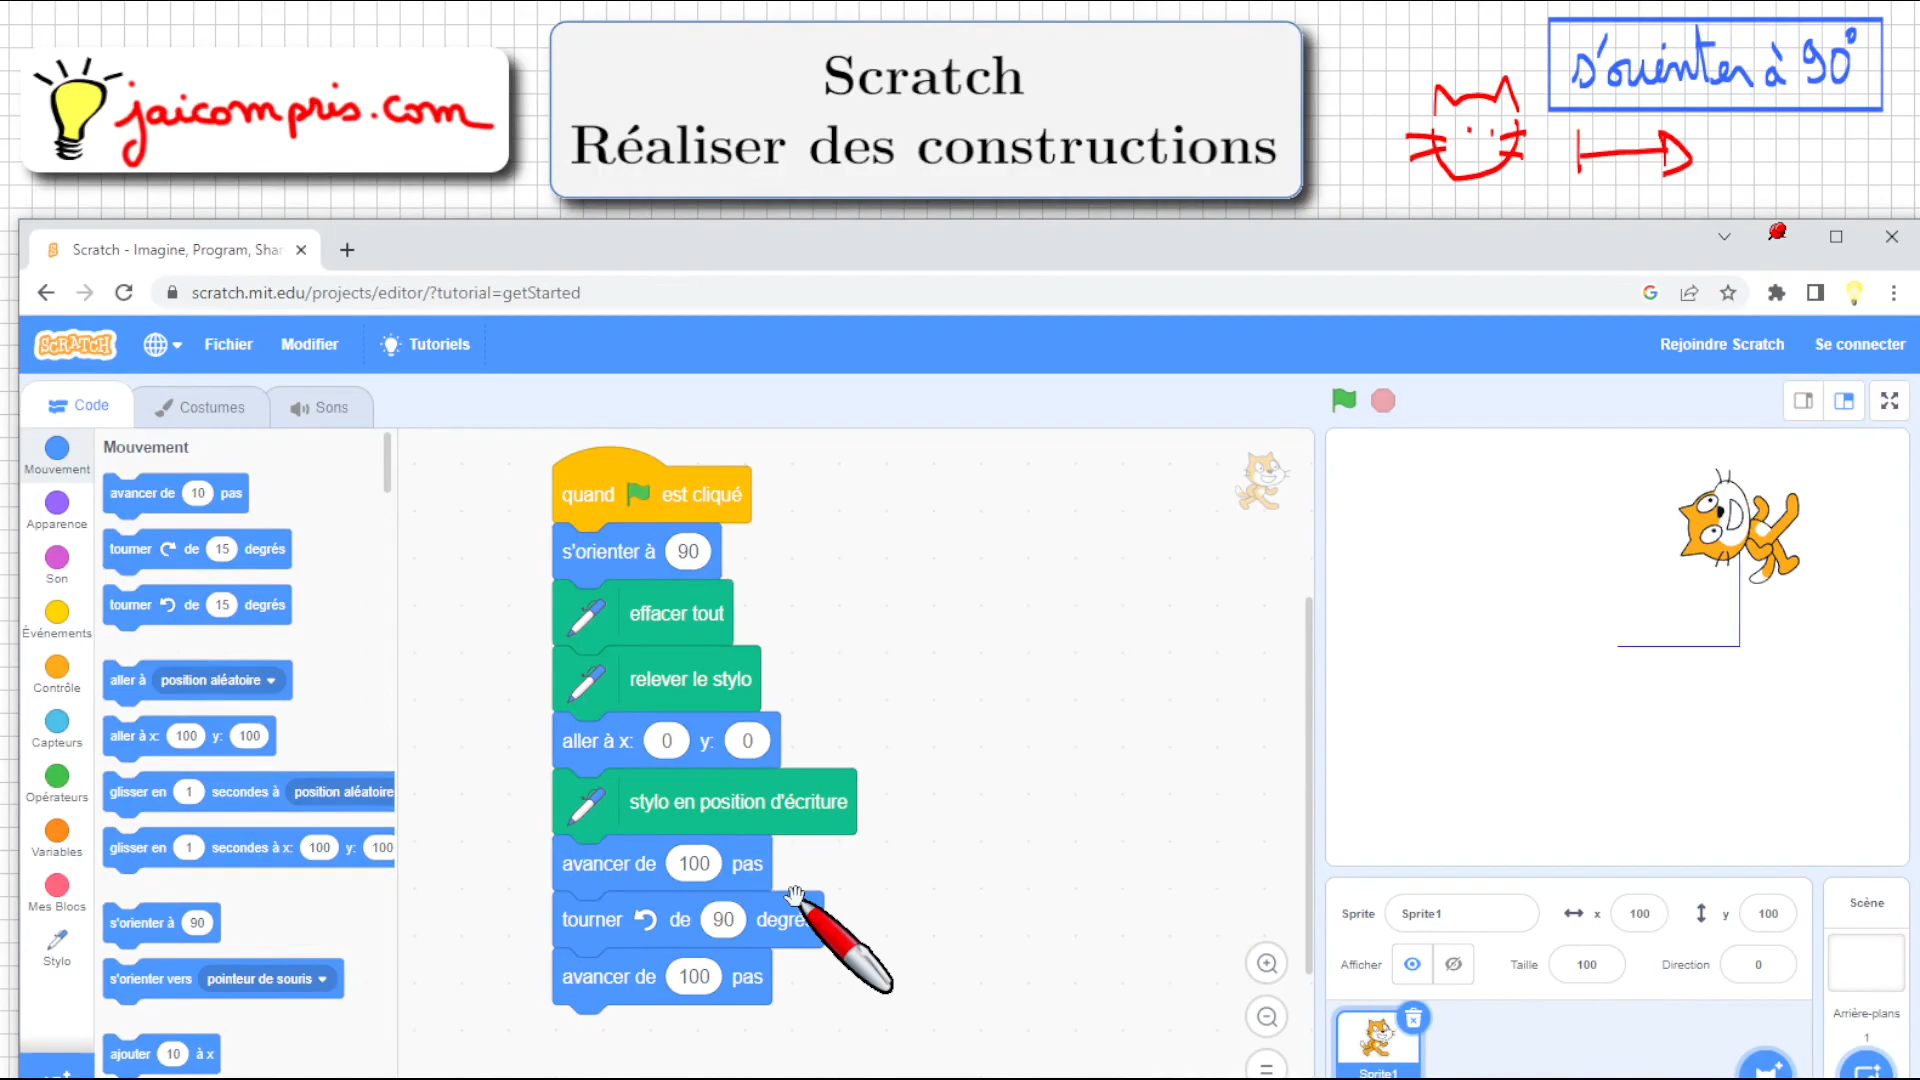 jaicompris.com
Scratch
Réaliser des constructions
s'orienter à 90°
Scratch - Imagine, Program, Shar
scratch.mit.edu/projects/editor/?tutorial=getStarted
SCRATCH
Fichier
Modifier
Tutoriels
Rejoindre Scratch
Se connecter
Code
Costumes
Sons
Mouvement
Apparence
Son
Événements
Contrôle
Capteurs
Opérateurs
Variables
Mes Blocs
Stylo
Mouvement
avancer de 10 pas
tourner de 15 degrés
tourner de 15 degrés
aller à position aléatoire
aller à x: 100 y: 100
glisser en 1 secondes à position aléatoire
glisser en 1 secondes à x: 100 y: 100
s'orienter à 90
s'orienter vers pointeur de souris
ajouter 10 à x
quand est cliqué
s'orienter à 90
effacer tout
relever le stylo
aller à x: 0 y: 0
stylo en position d'écriture
avancer de 100 pas
tourner de 90 degré
avancer de 100 pas
Sprite Sprite1 x 100 y 100
Afficher Taille 100 Direction 0
Sprite1
Scène
Arrière-plans
1